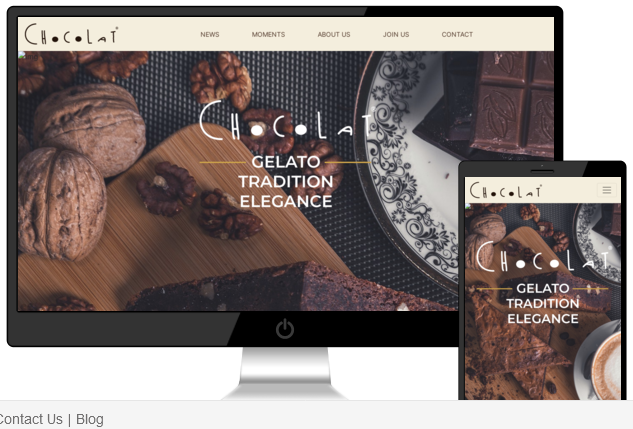 CHOCOLAT
NEWS MOMENTS ABOUT US JOIN US CONTACT
CHOCOLAT
GELATO
TRADITION
ELEGANCE
CHOCOLAT
CHOCOLAT
GELATO
TRADITION
ELEGANCE
Contact Us | Blog